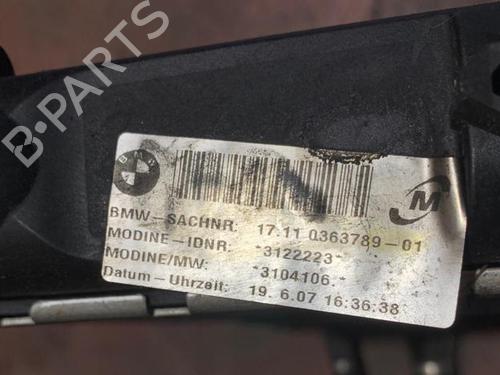 B-PARTS
BMW
M
BMW-SACHNR: 17.11 0363789-01
MODINE-IDNR: *3122223*
MODINE/MW: *3104106.*
Datum-Uhrzeit: 19. 6.07 16:36:38